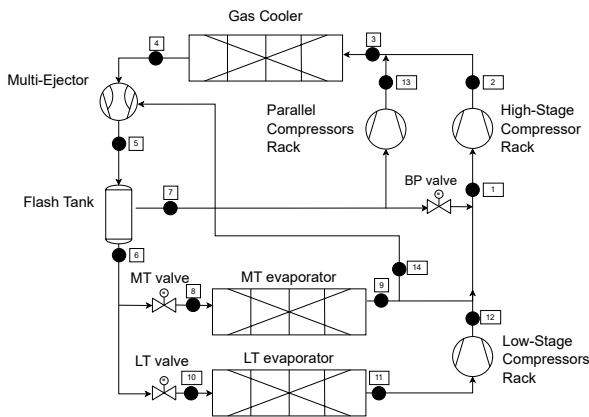 Gas Cooler
3
4
2
13
Multi-Ejector
Parallel
Compressors
Rack
High-Stage
Compressor
Rack
5
BP valve
1
Flash Tank
7
6
14
MT valve
MT evaporator
8
9
12
LT valve
LT evaporator
Low-Stage
Compressors
Rack
10
11